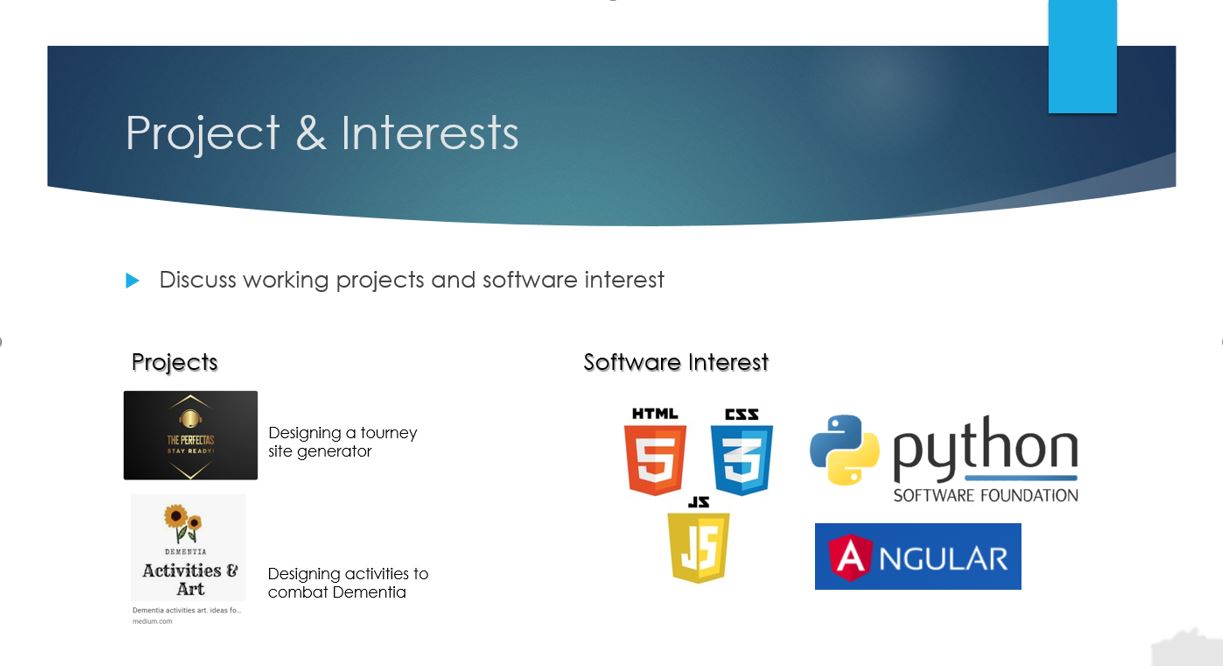 Project & Interests
Discuss working projects and software interest
Projects
THE PERFECTAS
STAY READY!
Designing a tourney
site generator
DEMENTIA
Activities &
Art
Dementia activities art. ideas fo...
medium.com
Designing activities to
combat Dementia
Software Interest
HTML
5
CSS
3
JS
JS
python
SOFTWARE FOUNDATION
ANGULAR